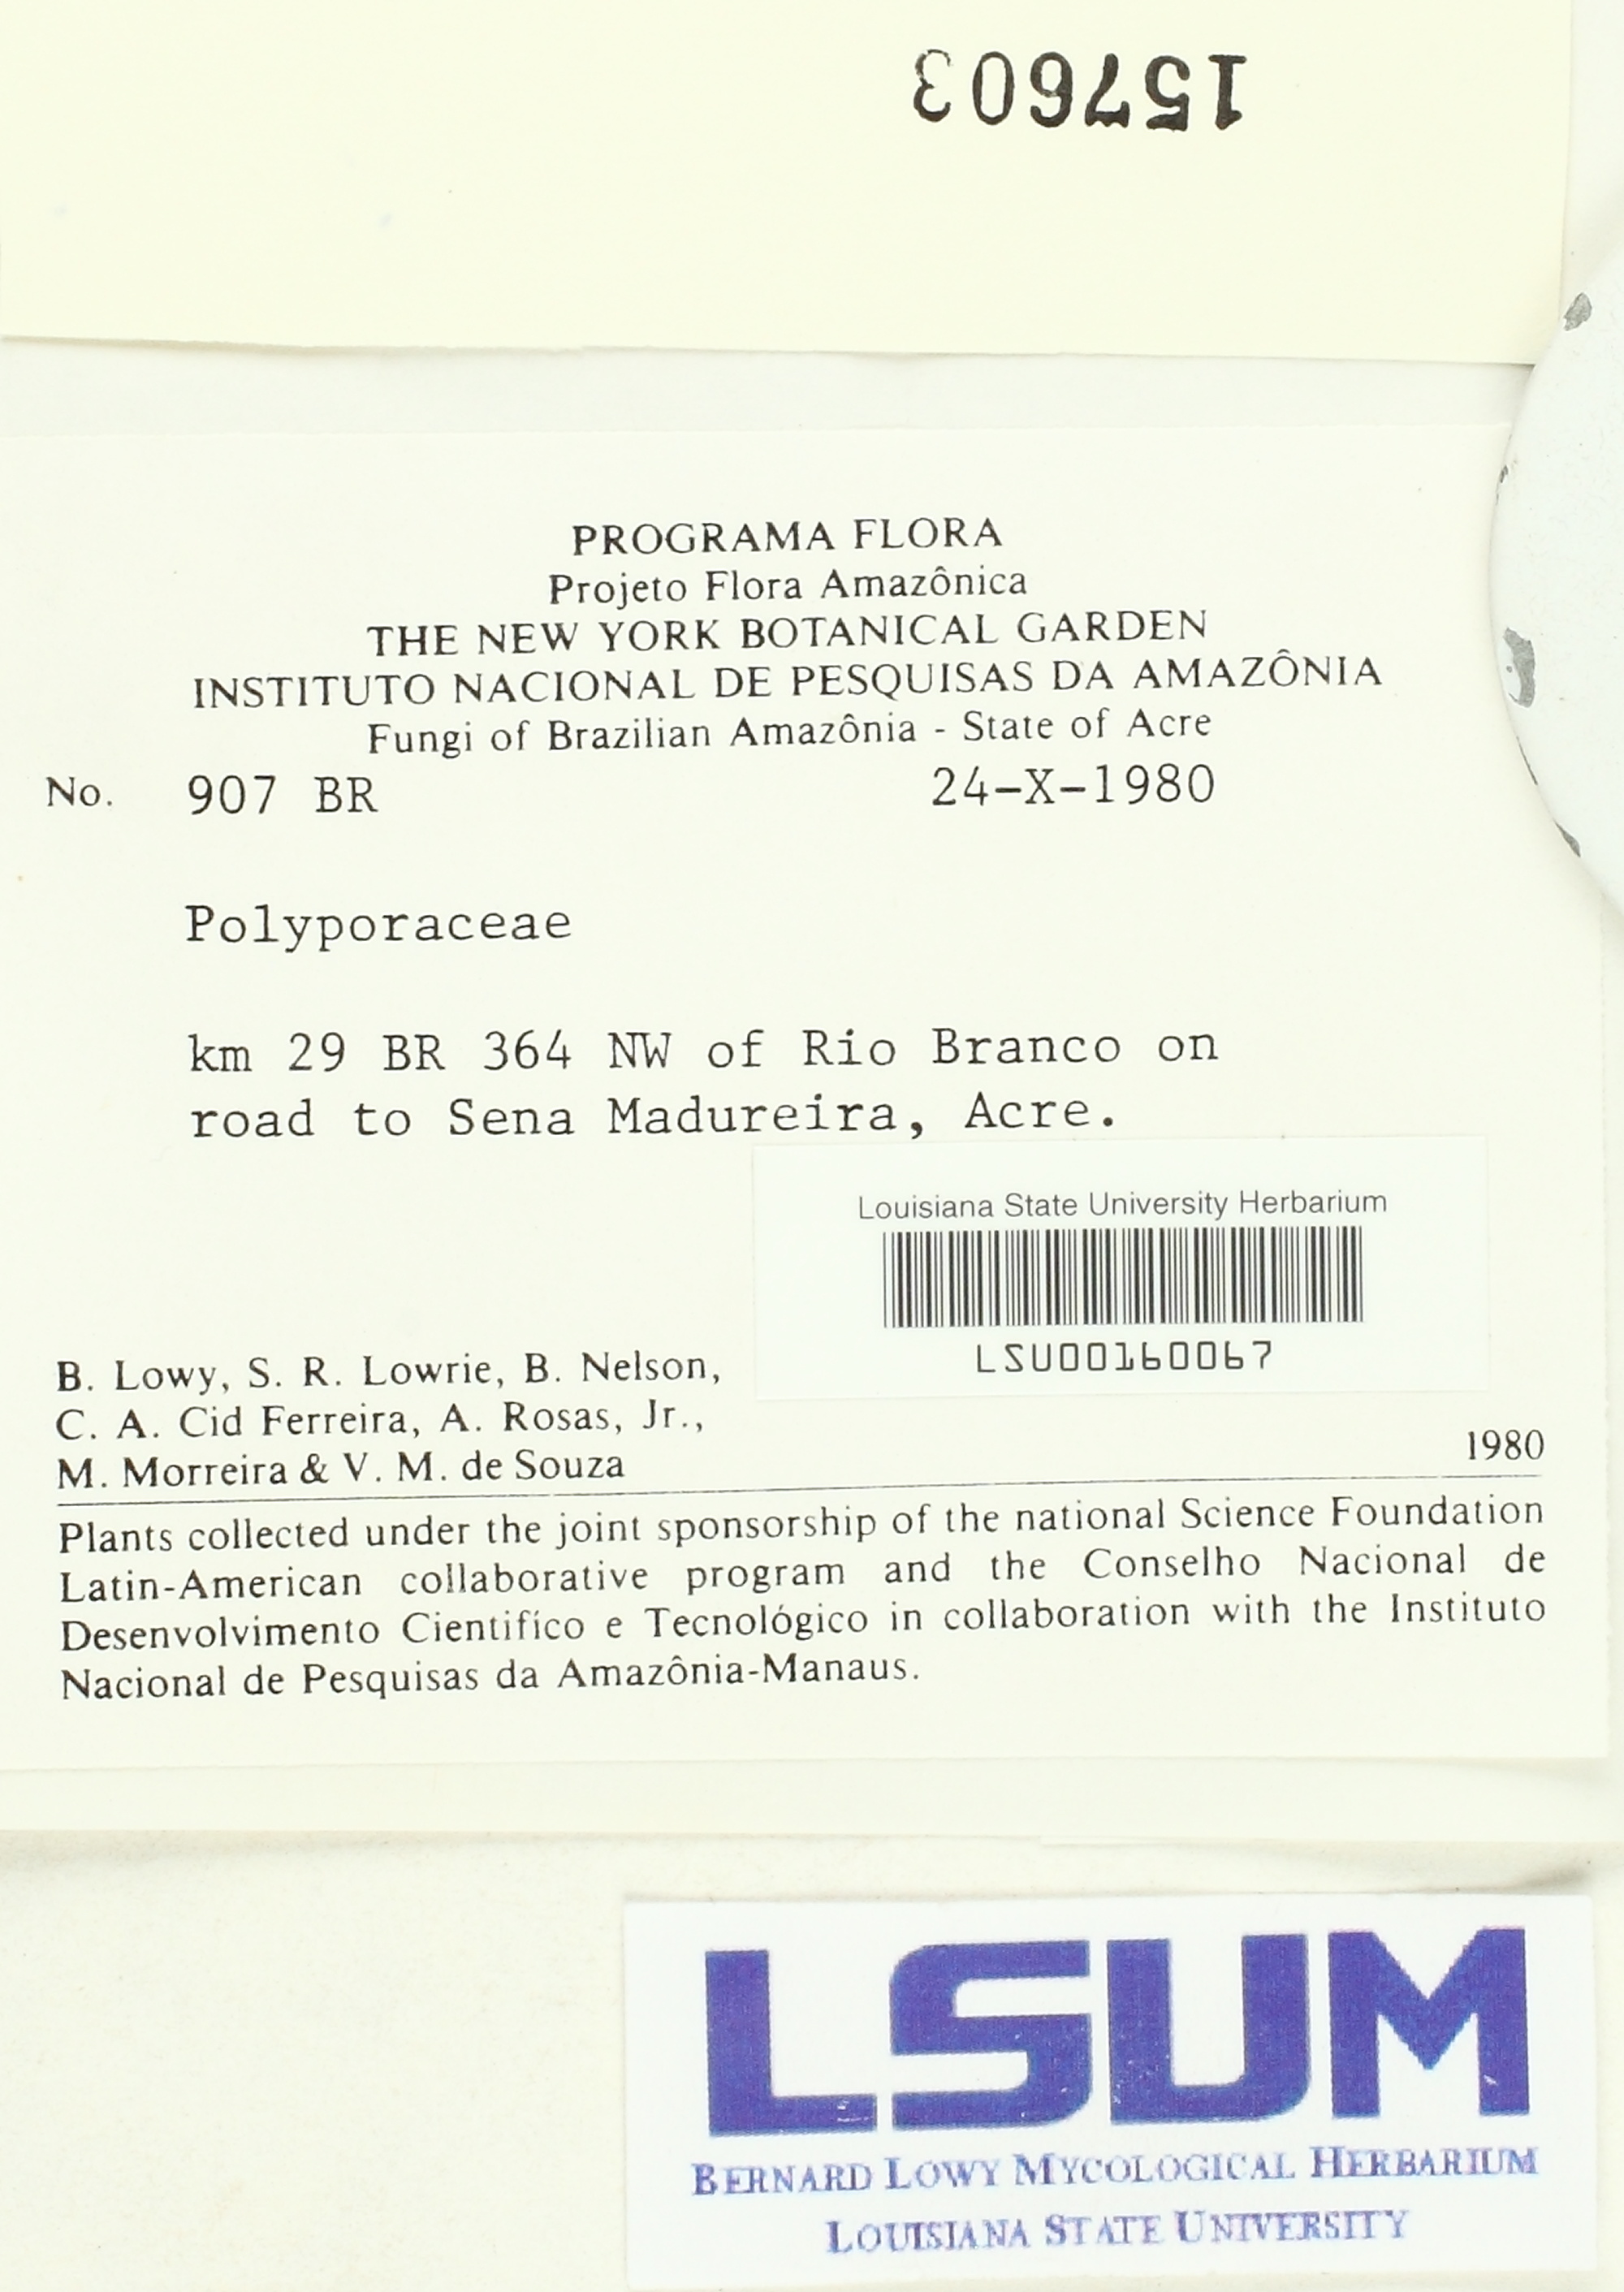 157603
PROGRAMA FLORA
Projeto Flora Amazônica
THE NEW YORK BOTANICAL GARDEN
INSTITUTO NACIONAL DE PESQUISAS DA AMAZÔNIA
Fungi of Brazilian Amazônia - State of Acre
No. 907 BR 24-X-1980
Polyporaceae
km 29 BR 364 NW of Rio Branco on
road to Sena Madureira, Acre.
Louisiana State University Herbarium
LSU00160067
B. Lowy, S. R. Lowrie, B. Nelson,
C. A. Cid Ferreira, A. Rosas, Jr.,
M. Morreira & V. M. de Souza
1980
Plants collected under the joint sponsorship of the national Science Foundation
Latin-American collaborative program and the Conselho Nacional de
Desenvolvimento Cientifíco e Tecnológico in collaboration with the Instituto
Nacional de Pesquisas da Amazônia-Manaus.
LSUM
BERNARD LOWY MYCOLOGICAL HERBARIUM
LOUISIANA STATE UNIVERSITY